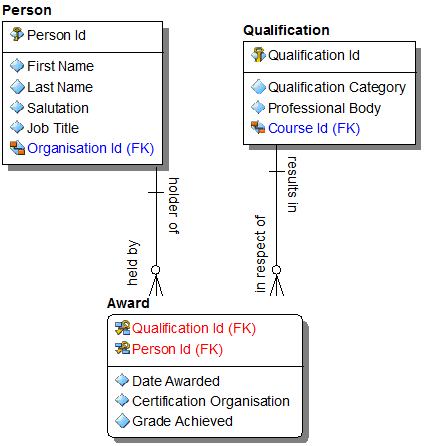 Person
Person Id
First Name
Last Name
Salutation
Job Title
Organisation Id (FK)
Qualification
Qualification Id
Qualification Category
Professional Body
Course Id (FK)
holder of
held by
results in
in respect of
Award
Qualification Id (FK)
Person Id (FK)
Date Awarded
Certification Organisation
Grade Achieved